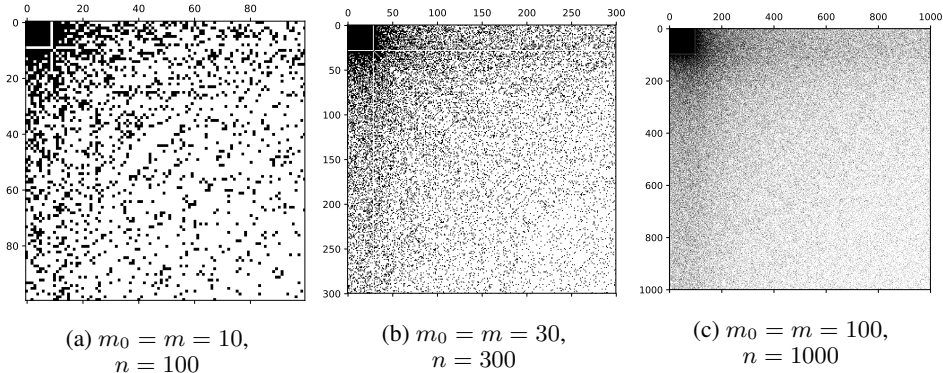 0 20 40 60 80
0
20
40
60
80
(a) m₀ = m = 10,
n = 100
0 50 100 150 200 250 300
0
50
100
150
200
250
300
(b) m₀ = m = 30,
n = 300
0 200 400 600 800 1000
0
200
400
600
800
1000
(c) m₀ = m = 100,
n = 1000